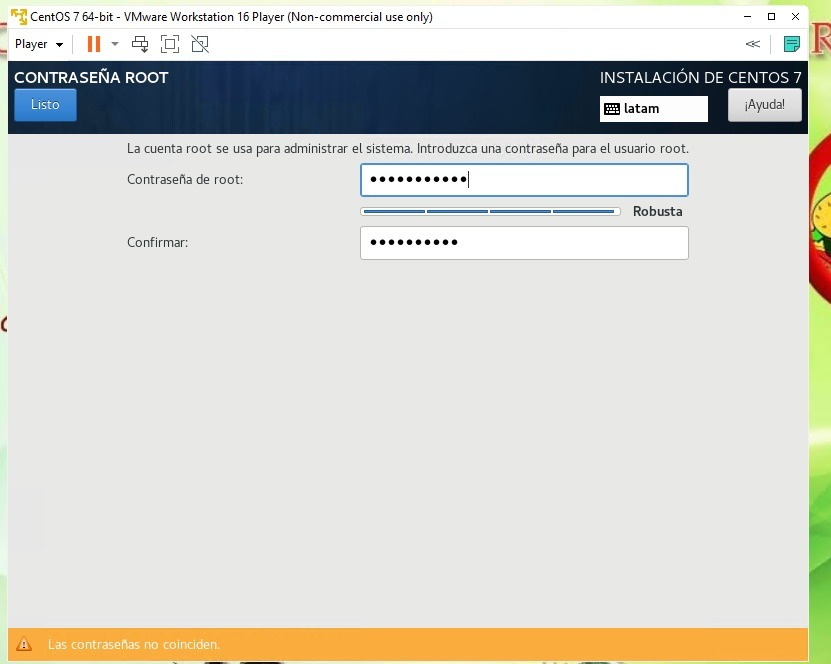 CentOS 7 64-bit - VMware Workstation 16 Player (Non-commercial use only)
Player
CONTRASEÑA ROOT
INSTALACIÓN DE CENTOS 7
Listo
latam
¡Ayuda!
La cuenta root se usa para administrar el sistema. Introduzca una contraseña para el usuario root.
Contraseña de root:
●●●●●●●●●●●
Robusta
Confirmar:
●●●●●●●●●●
Las contraseñas no coinciden.